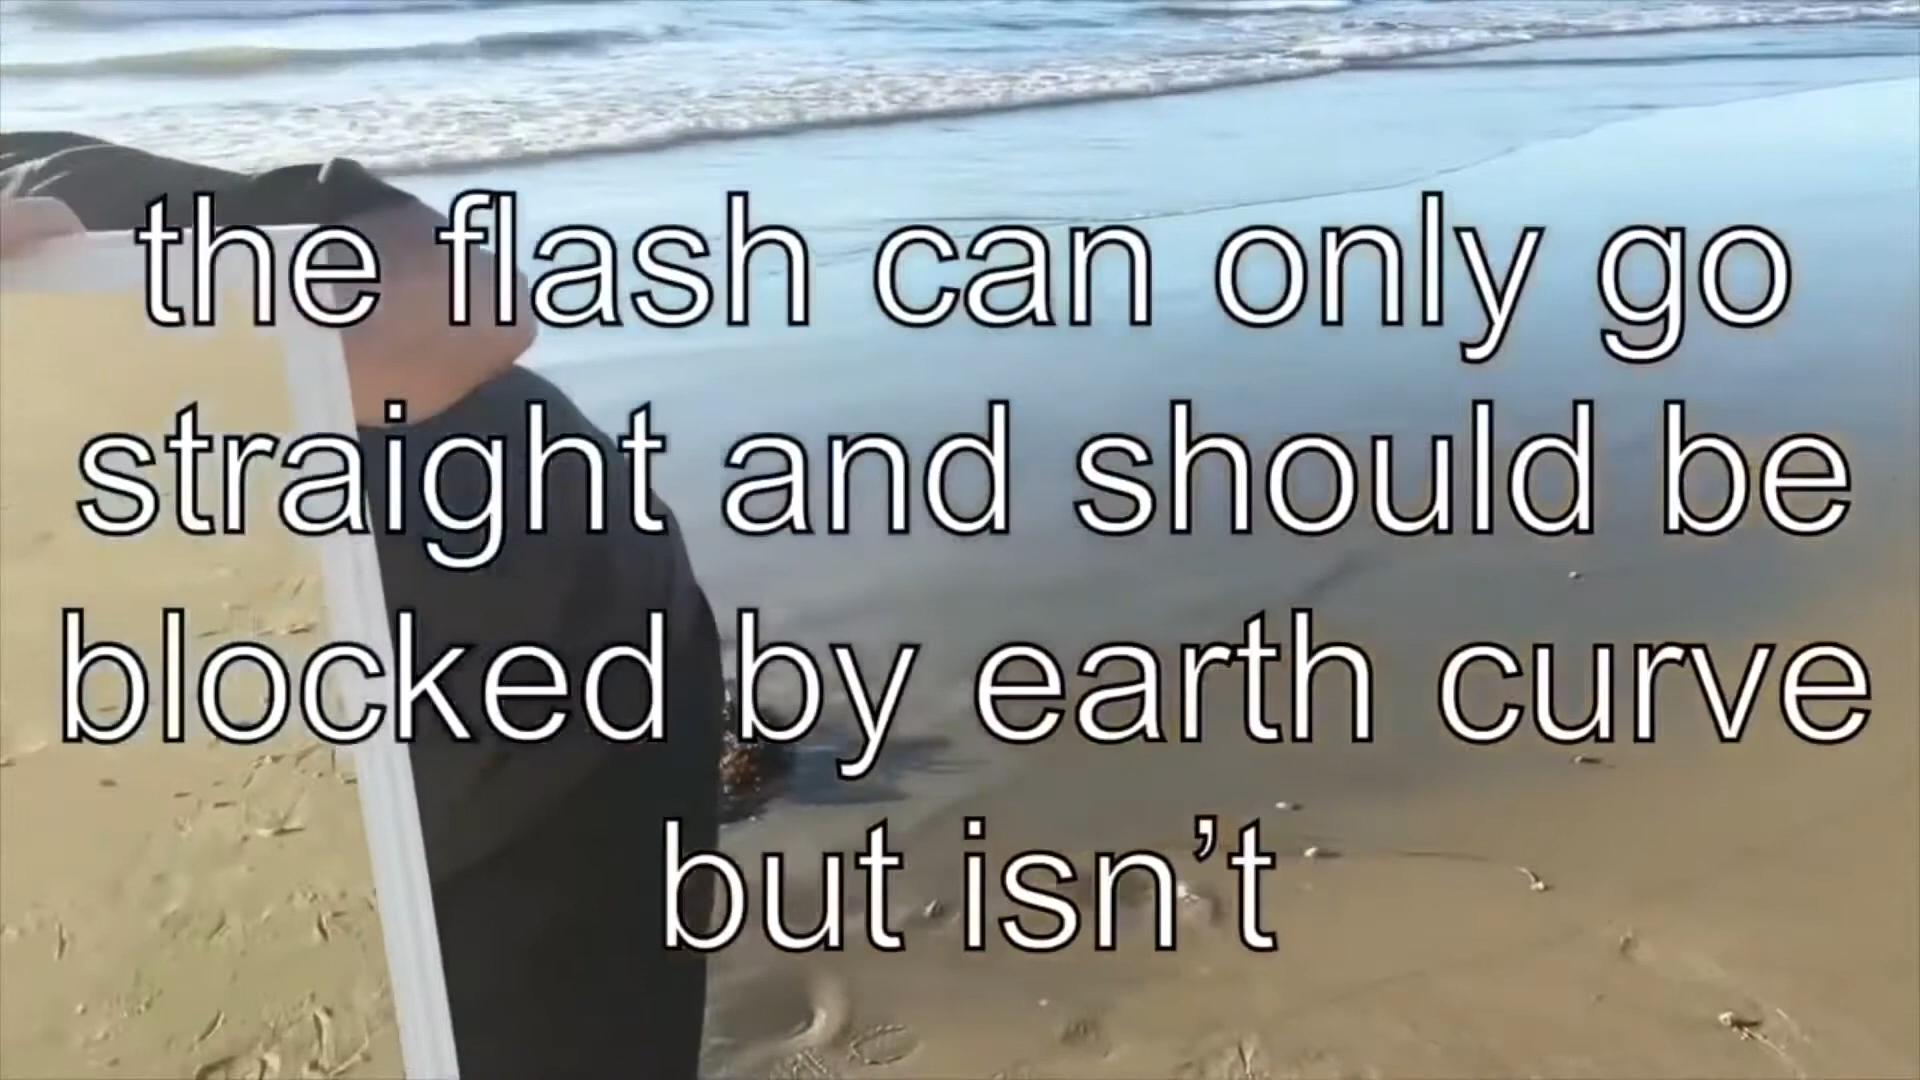 the flash can only go
straight and should be
blocked by earth curve
but isn’t